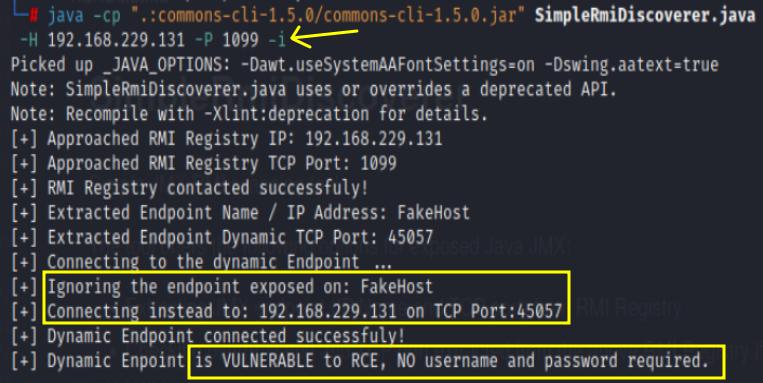 └─# java -cp ".:commons-cli-1.5.0/commons-cli-1.5.0.jar" SimpleRmiDiscoverer.java
-H 192.168.229.131 -P 1099 -i
Picked up _JAVA_OPTIONS: -Dawt.useSystemAAFontSettings=on -Dswing.aatext=true
Note: SimpleRmiDiscoverer.java uses or overrides a deprecated API.
Note: Recompile with -Xlint:deprecation for details.
[+] Approached RMI Registry IP: 192.168.229.131
[+] Approached RMI Registry TCP Port: 1099
[+] RMI Registry contacted successfuly!
[+] Extracted Endpoint Name / IP Address: FakeHost
[+] Extracted Endpoint Dynamic TCP Port: 45057
[+] Connecting to the dynamic Endpoint ...
[+] Ignoring the endpoint exposed on: FakeHost
[+] Connecting instead to: 192.168.229.131 on TCP Port:45057
[+] Dynamic Endpoint connected successfuly!
[+] Dynamic Enpoint is VULNERABLE to RCE, NO username and password required.